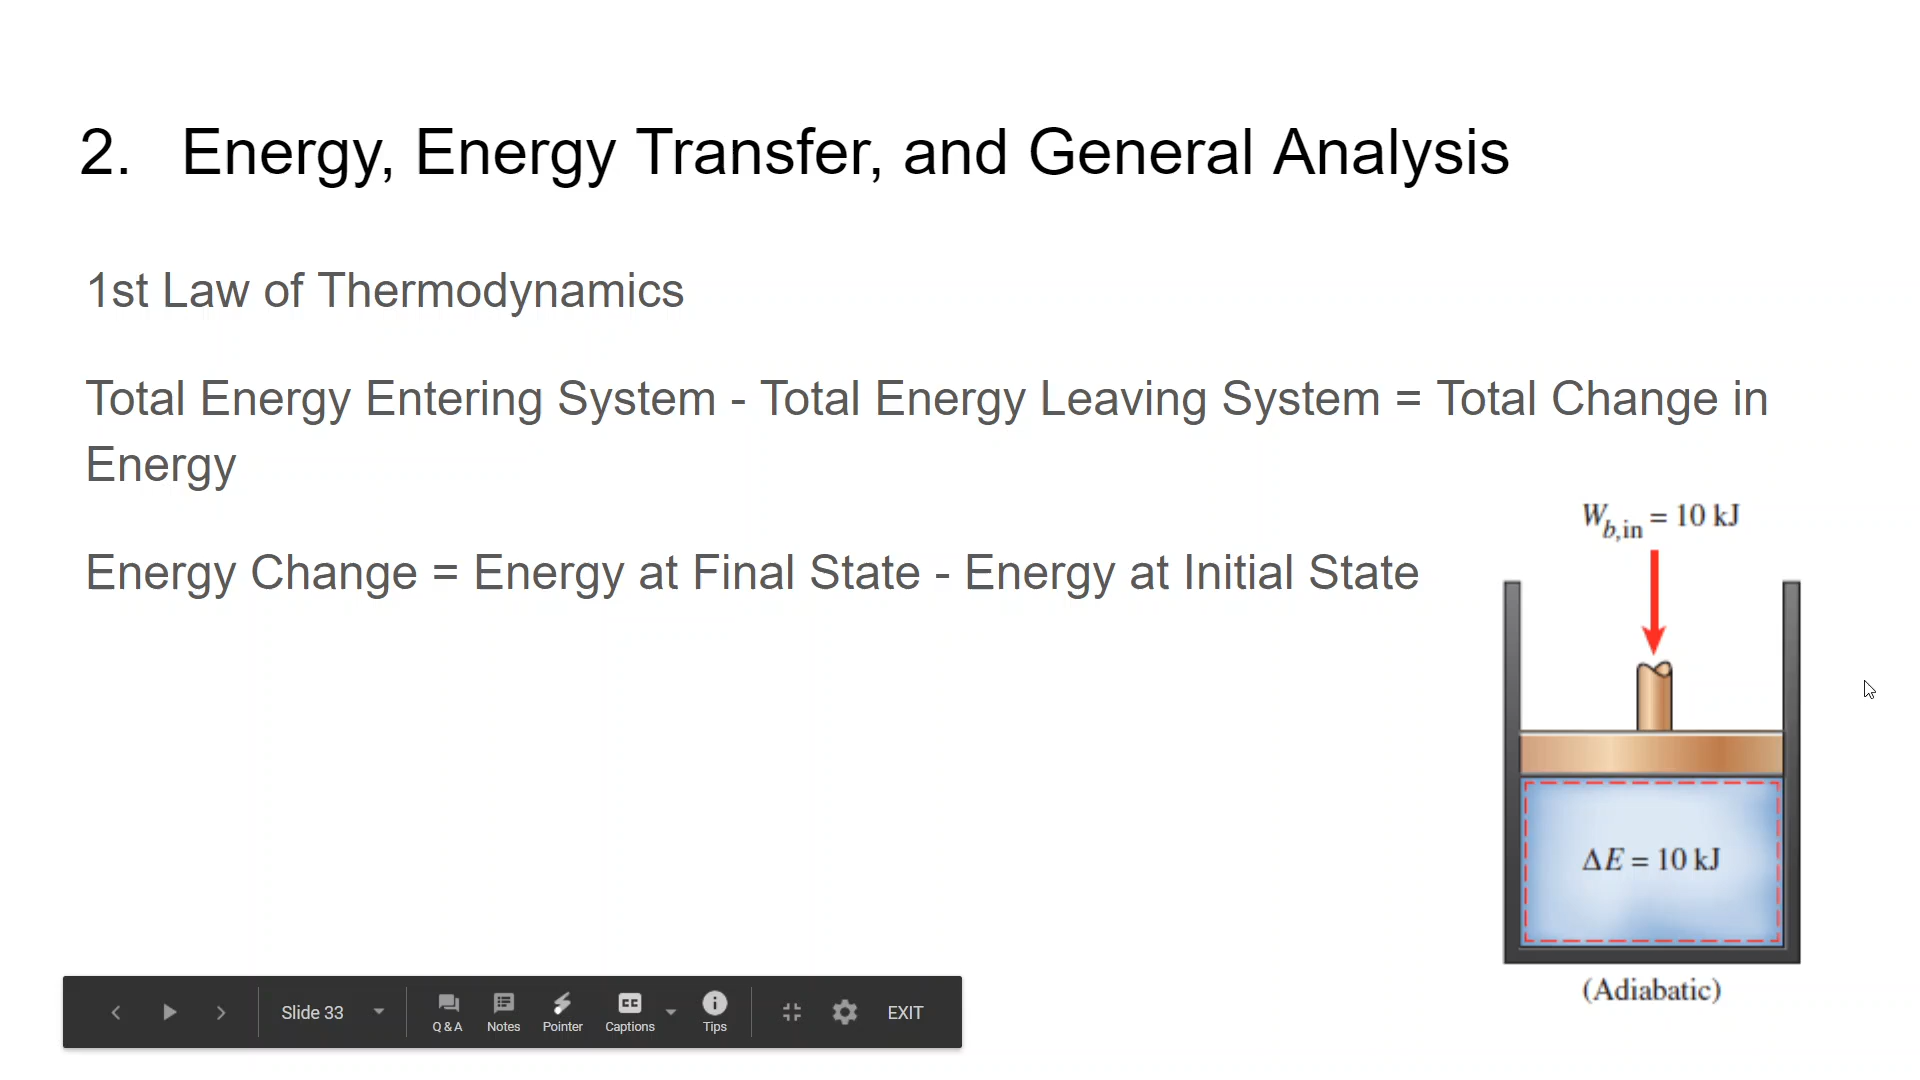 2. Energy, Energy Transfer, and General Analysis
1st Law of Thermodynamics
Total Energy Entering System - Total Energy Leaving System = Total Change in
Energy
Energy Change = Energy at Final State - Energy at Initial State
W_b,in = 10 kJ
ΔE = 10 kJ
(Adiabatic)
Slide 33
Q & A
Notes
Pointer
CC
Captions
Tips
EXIT